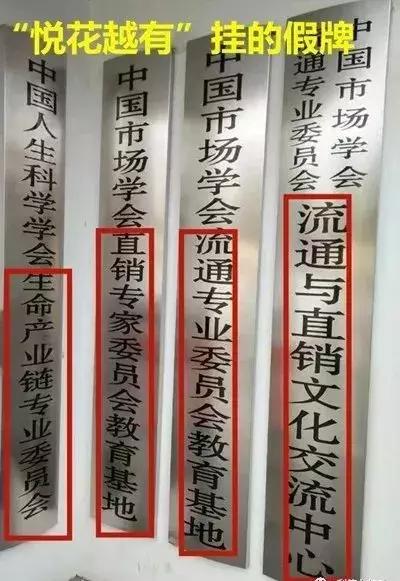 “悦花越有”挂的假牌
中国人生科学学会生命产业链专业委员会
中国市场学会直销专家委员会教育基地
中国市场学会流通专业委员会教育基地
中国市场学会
流通专业委员会
流通与直销文化交流中心